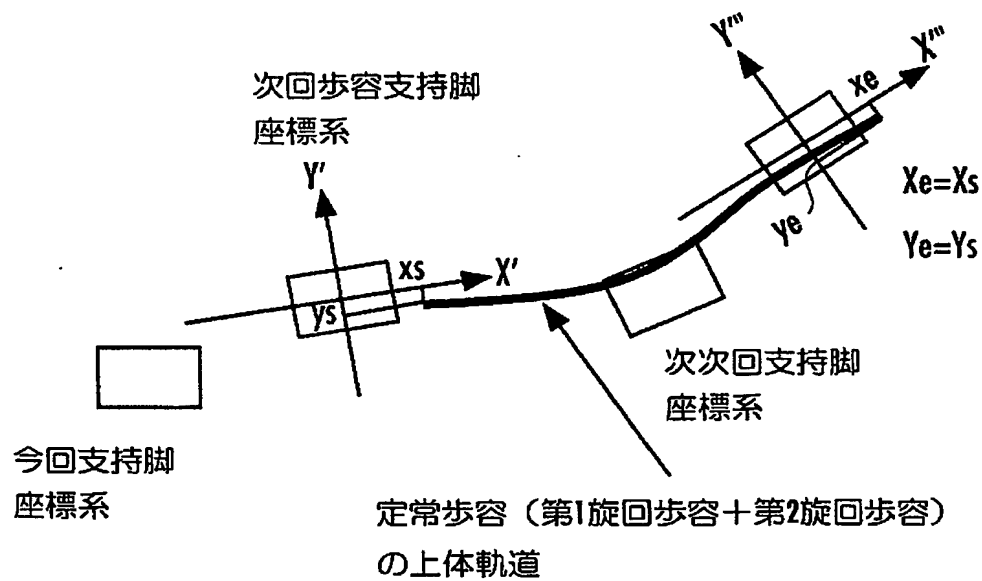 Y'''
X'''
xe
次回歩容支持脚
座標系
Y'
Xe=Xs
ye
Ye=Ys
xs
X'
ys
次次回支持脚
座標系
今回支持脚
座標系
定常歩容（第1旋回歩容＋第2旋回歩容）
の上体軌道